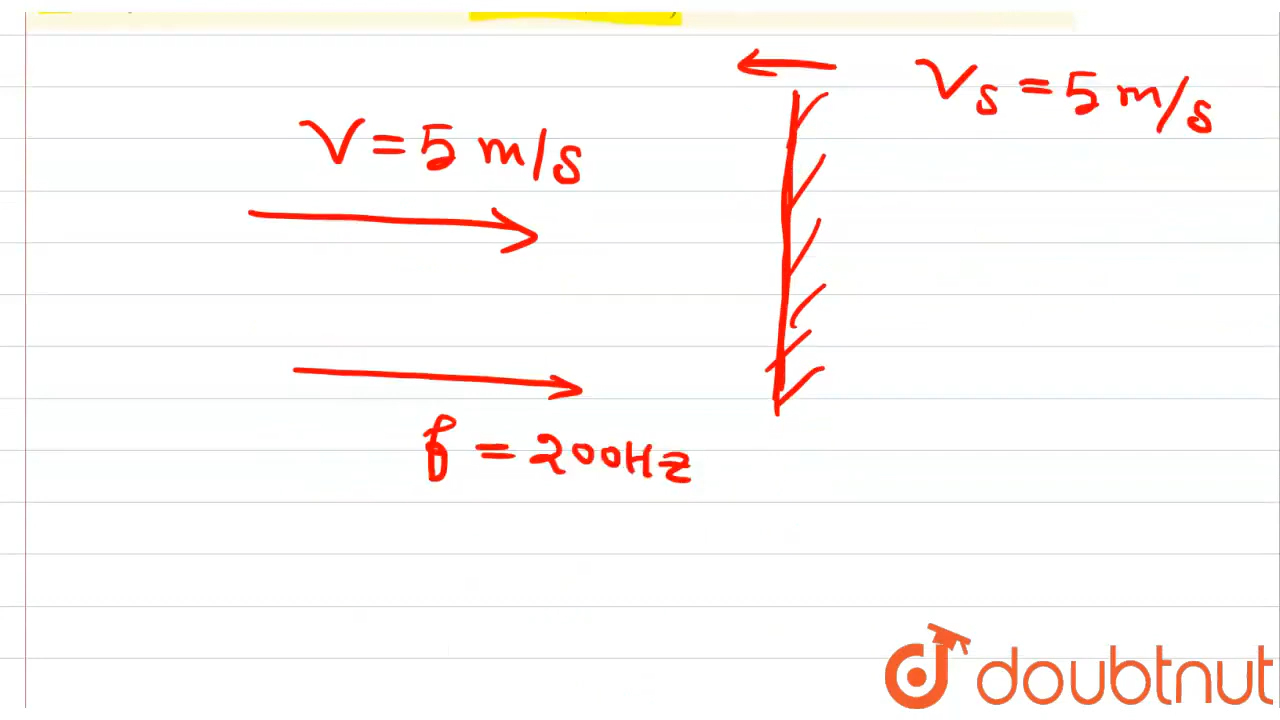 V = 5 m/s
Vs = 5 m/s
f = 200Hz
doubtnut